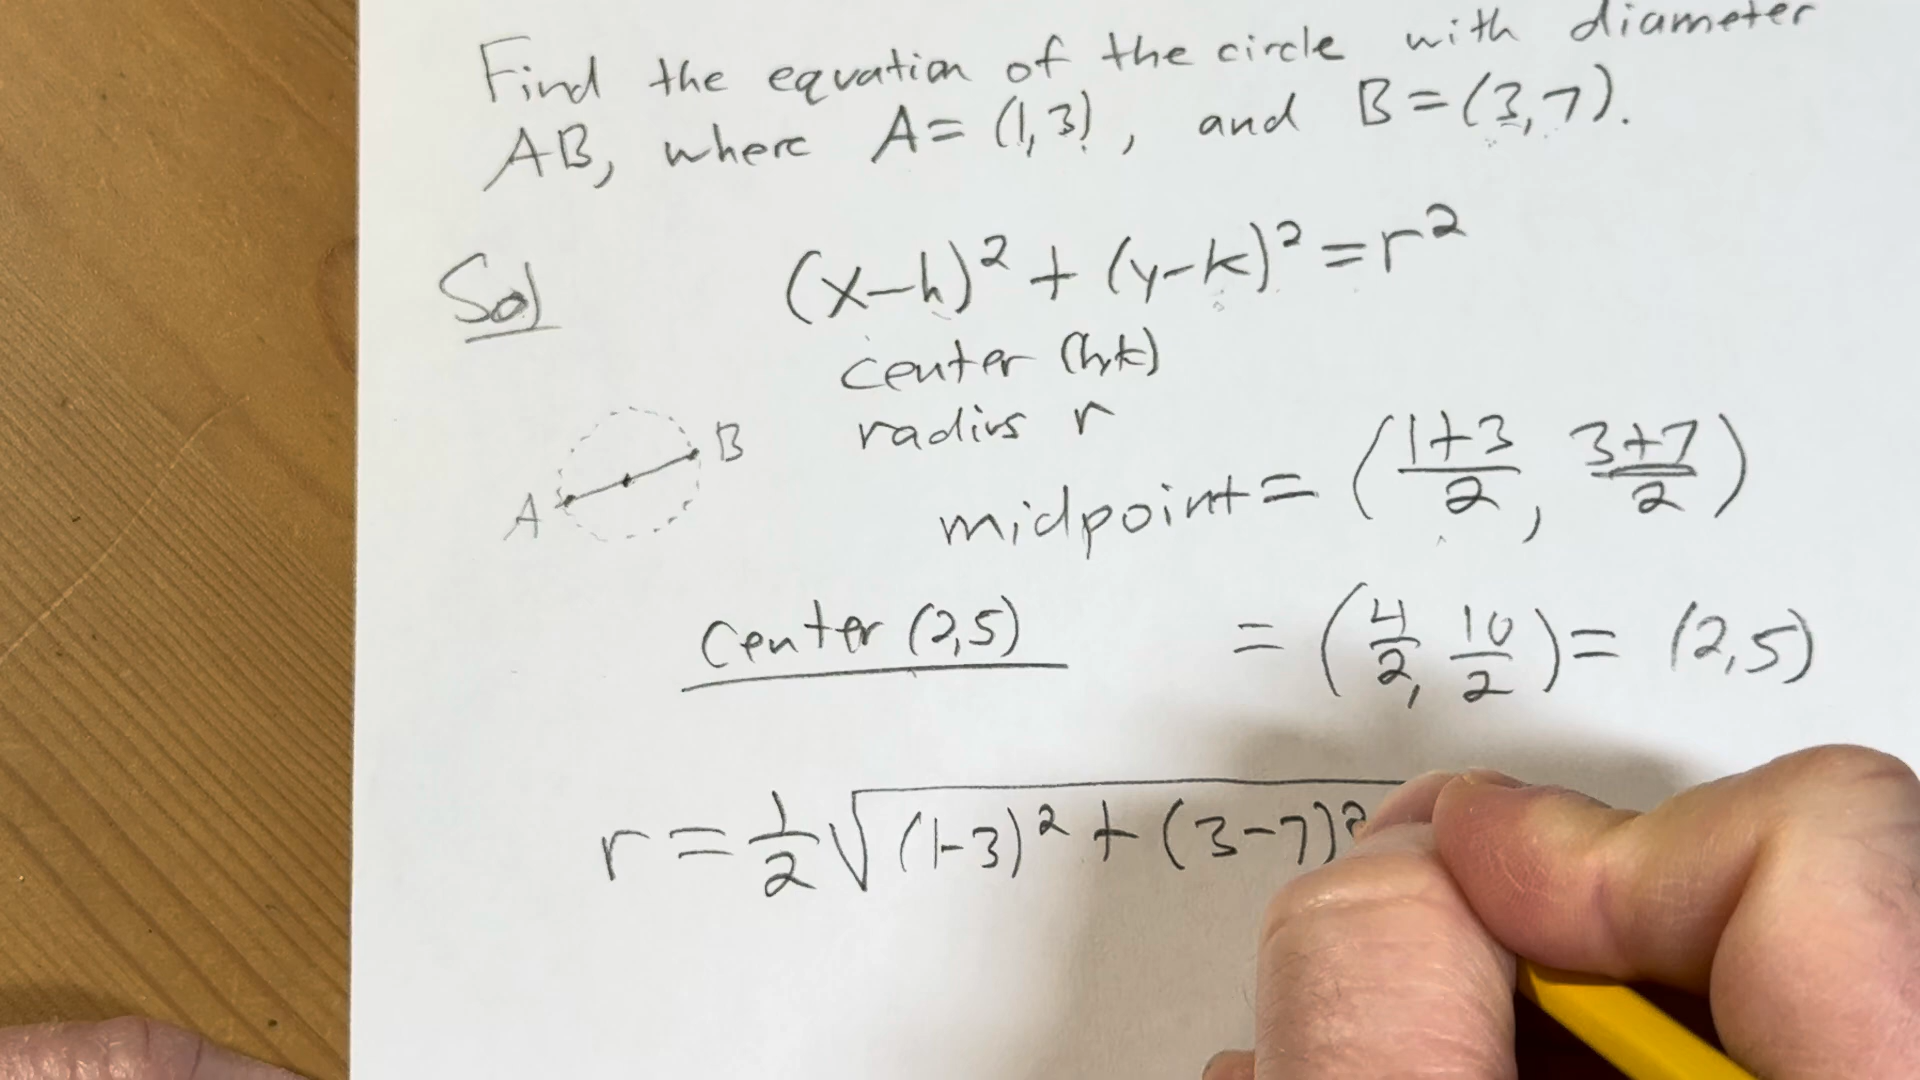 Find the equation of the circle with diameter
AB, where A = (1,3), and B = (3,7).
Sol
(x-h)² + (y-k)² = r²
center (h,k)
radius r
A B
midpoint = (1+3/2, 3+7/2)
center (2,5)
= (4/2, 10/2) = (2,5)
r = 1/2 √(1-3)² + (3-7)²